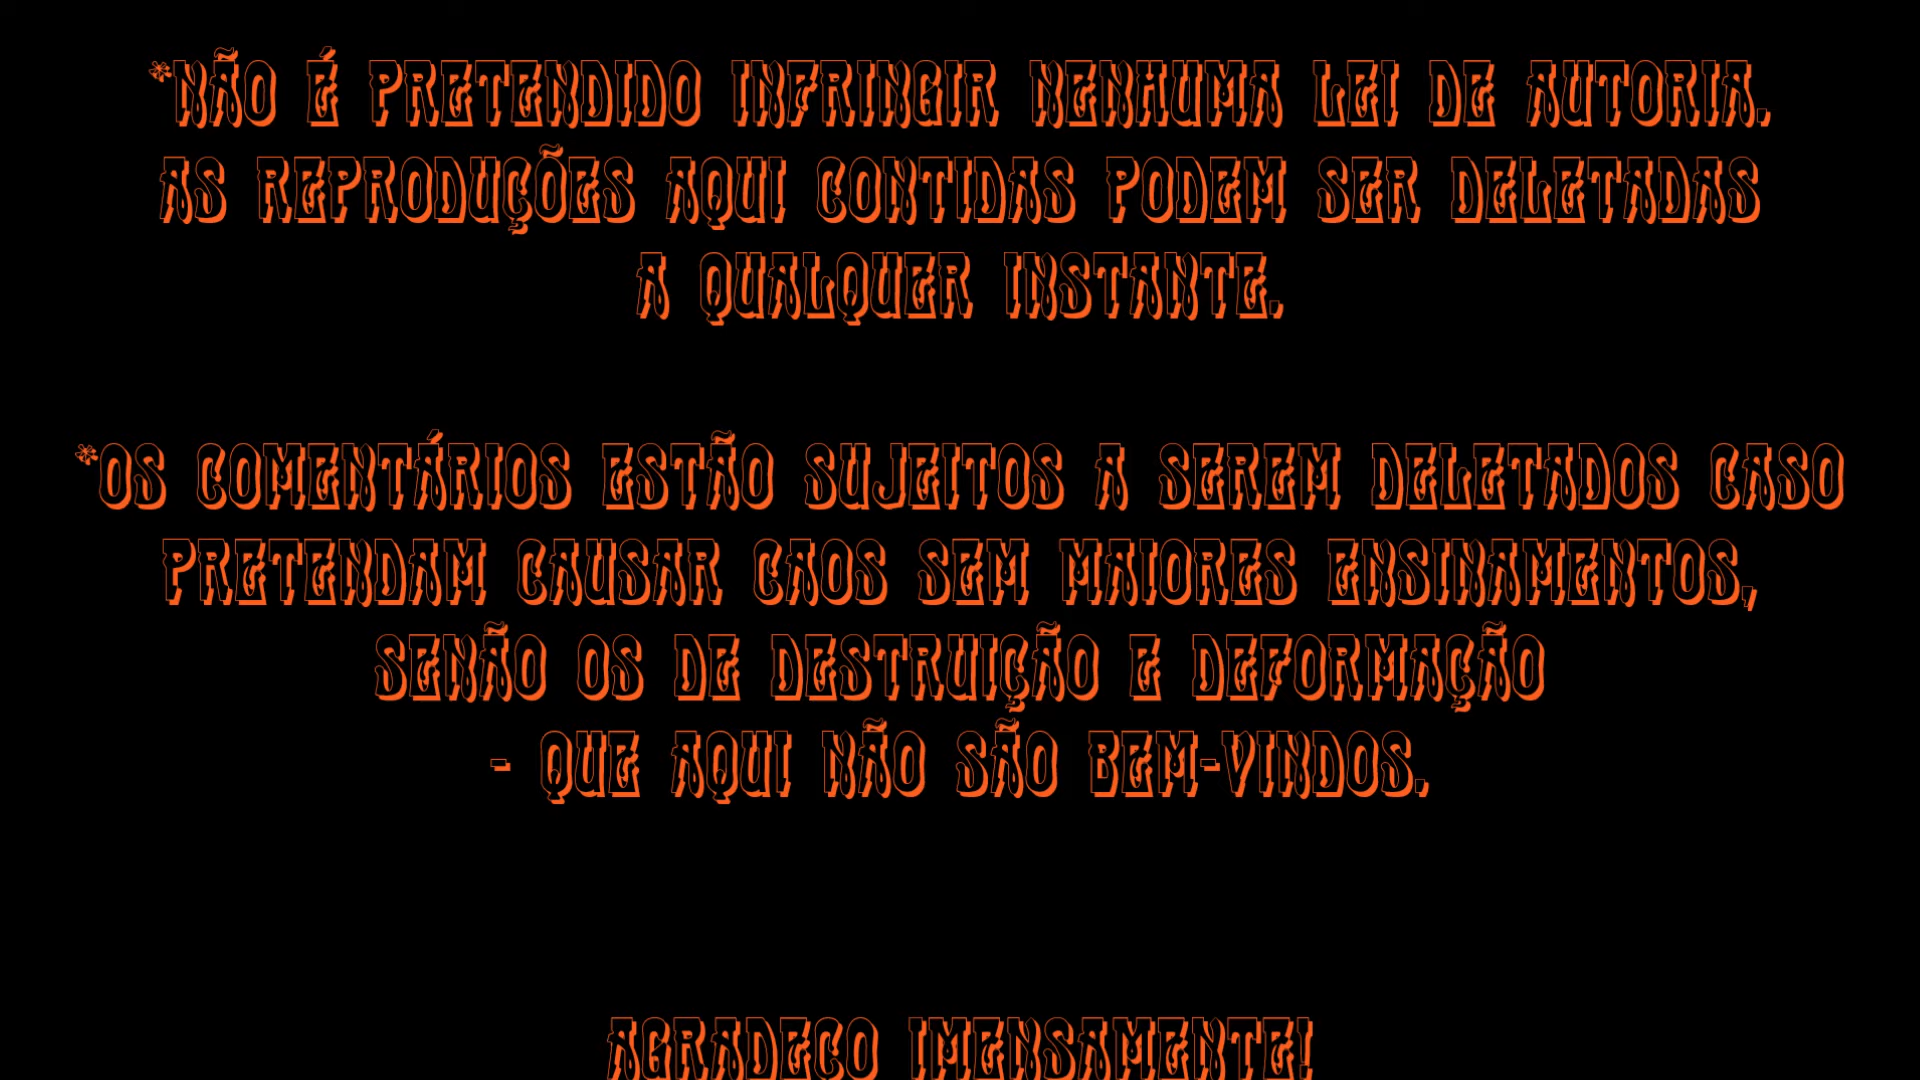 *NÃO É PRETENDIDO INFRINGIR NENHUMA LEI DE AUTORIA.
AS REPRODUÇÕES AQUI CONTIDAS PODEM SER DELETADAS
A QUALQUER INSTANTE.
*OS COMENTÁRIOS ESTÃO SUJEITOS A SEREM DELETADOS CASO
PRETENDAM CAUSAR CAOS SEM MAIORES ENSINAMENTOS,
SENÃO OS DE DESTRUIÇÃO E DEFORMAÇÃO
- QUE AQUI NÃO SÃO BEM-VINDOS.
AGRADEÇO IMENSAMENTE!